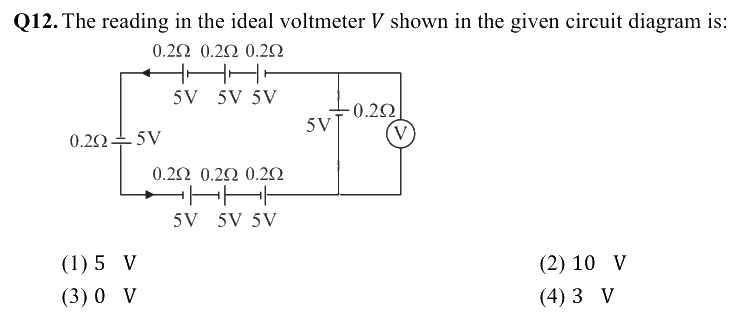 Q12. The reading in the ideal voltmeter V shown in the given circuit diagram is:
0.2Ω 0.2Ω 0.2Ω
5V 5V 5V
5V 0.2Ω
V
0.2Ω 5V
0.2Ω 0.2Ω 0.2Ω
5V 5V 5V
(1) 5 V (2) 10 V
(3) 0 V (4) 3 V